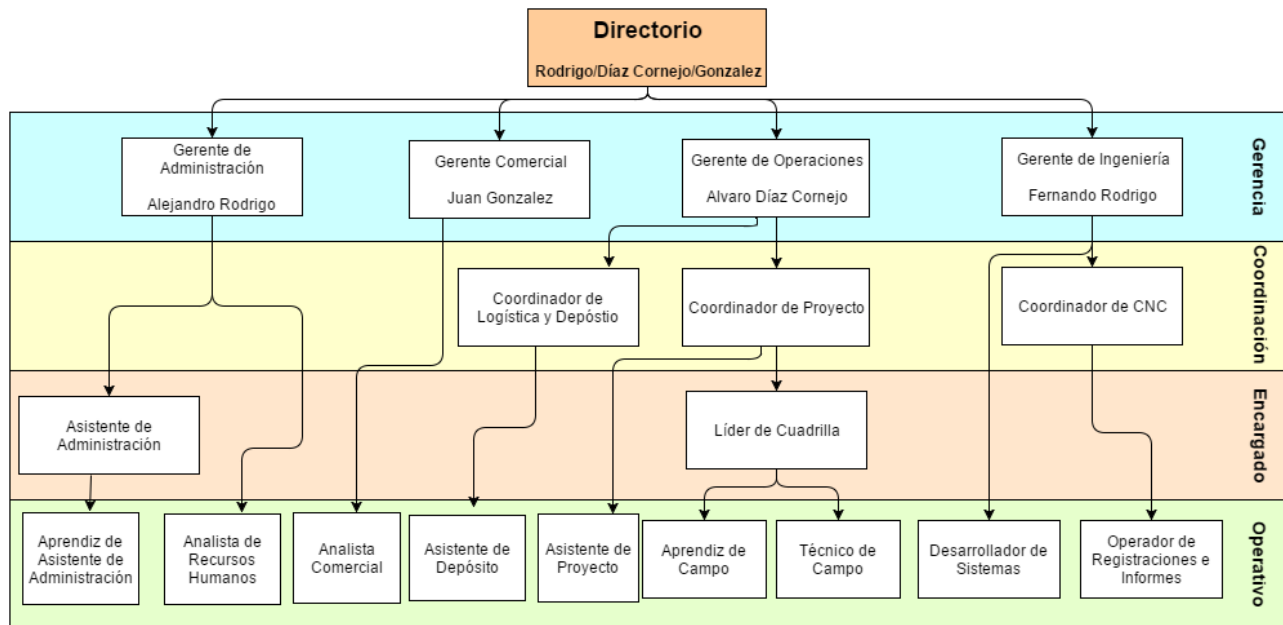 Directorio
Rodrigo/Díaz Cornejo/Gonzalez
Gerencia
Gerente de
Administración
Alejandro Rodrigo
Gerente Comercial
Juan Gonzalez
Gerente de Operaciones
Alvaro Díaz Cornejo
Gerente de Ingeniería
Fernando Rodrigo
Coordinación
Coordinador de
Logística y Depóstio
Coordinador de Proyecto
Coordinador de CNC
Encargado
Asistente de
Administración
Líder de Cuadrilla
Operativo
Aprendiz de
Asistente de
Administración
Analista de
Recursos
Humanos
Analista
Comercial
Asistente de
Depósito
Asistente de
Proyecto
Aprendiz de
Campo
Técnico de
Campo
Desarrollador de
Sistemas
Operador de
Registraciones e
Informes